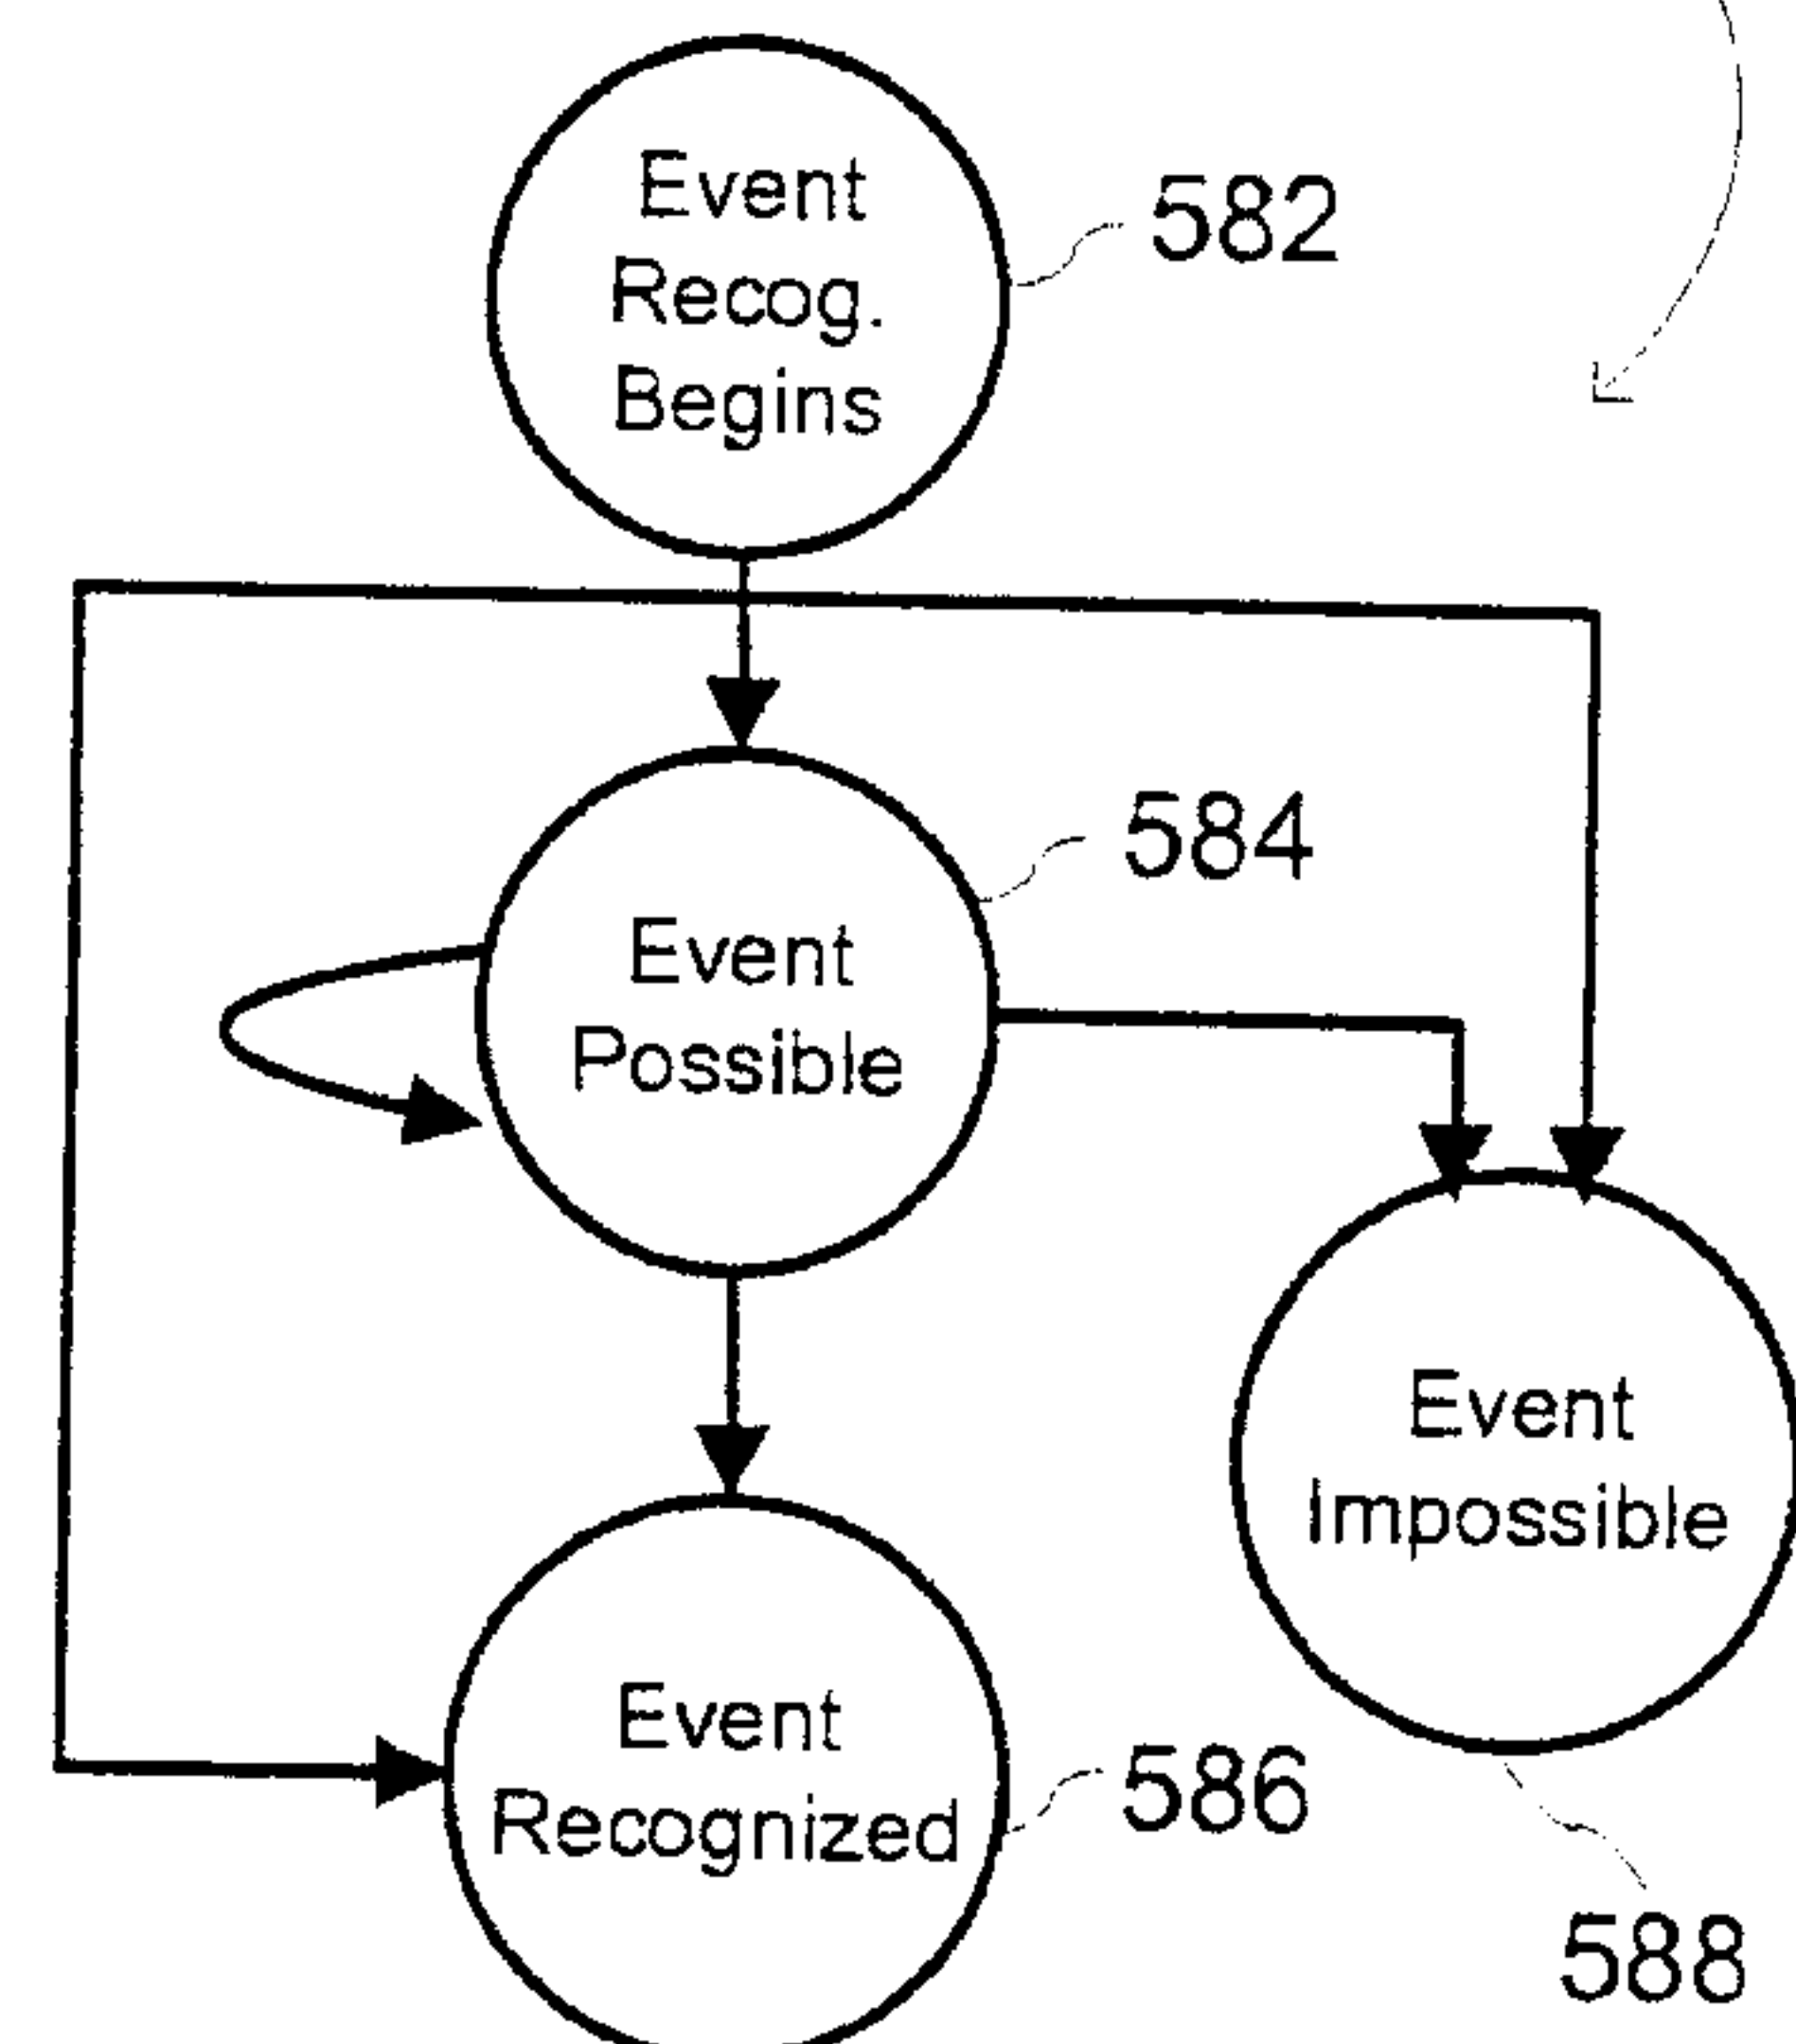 Event
Recog.
Begins
582
584
Event
Possible
Event
Impossible
Event
Recognized
586
588